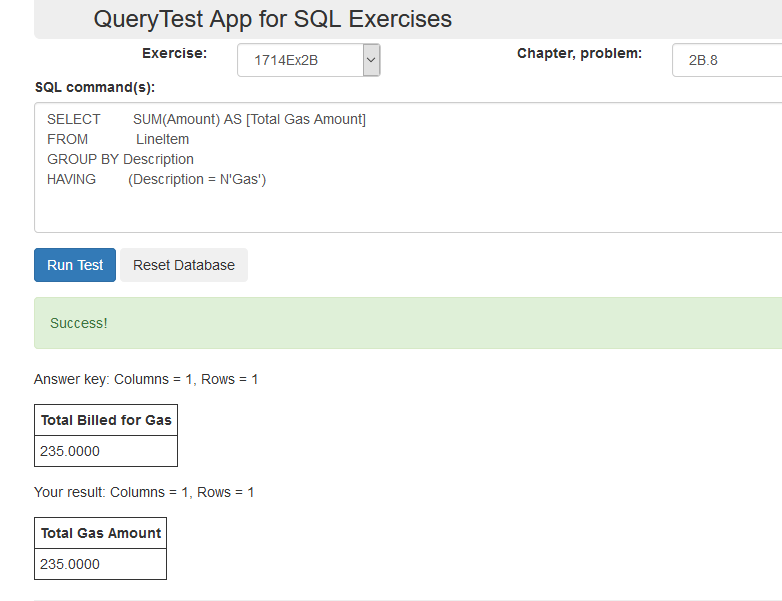 QueryTest App for SQL Exercises
Exercise: 1714Ex2B Chapter, problem: 2B.8
SQL command(s):
SELECT SUM(Amount) AS [Total Gas Amount]
FROM LineItem
GROUP BY Description
HAVING (Description = N'Gas')
Run Test Reset Database
Success!
Answer key: Columns = 1, Rows = 1
Total Billed for Gas
235.0000
Your result: Columns = 1, Rows = 1
Total Gas Amount
235.0000